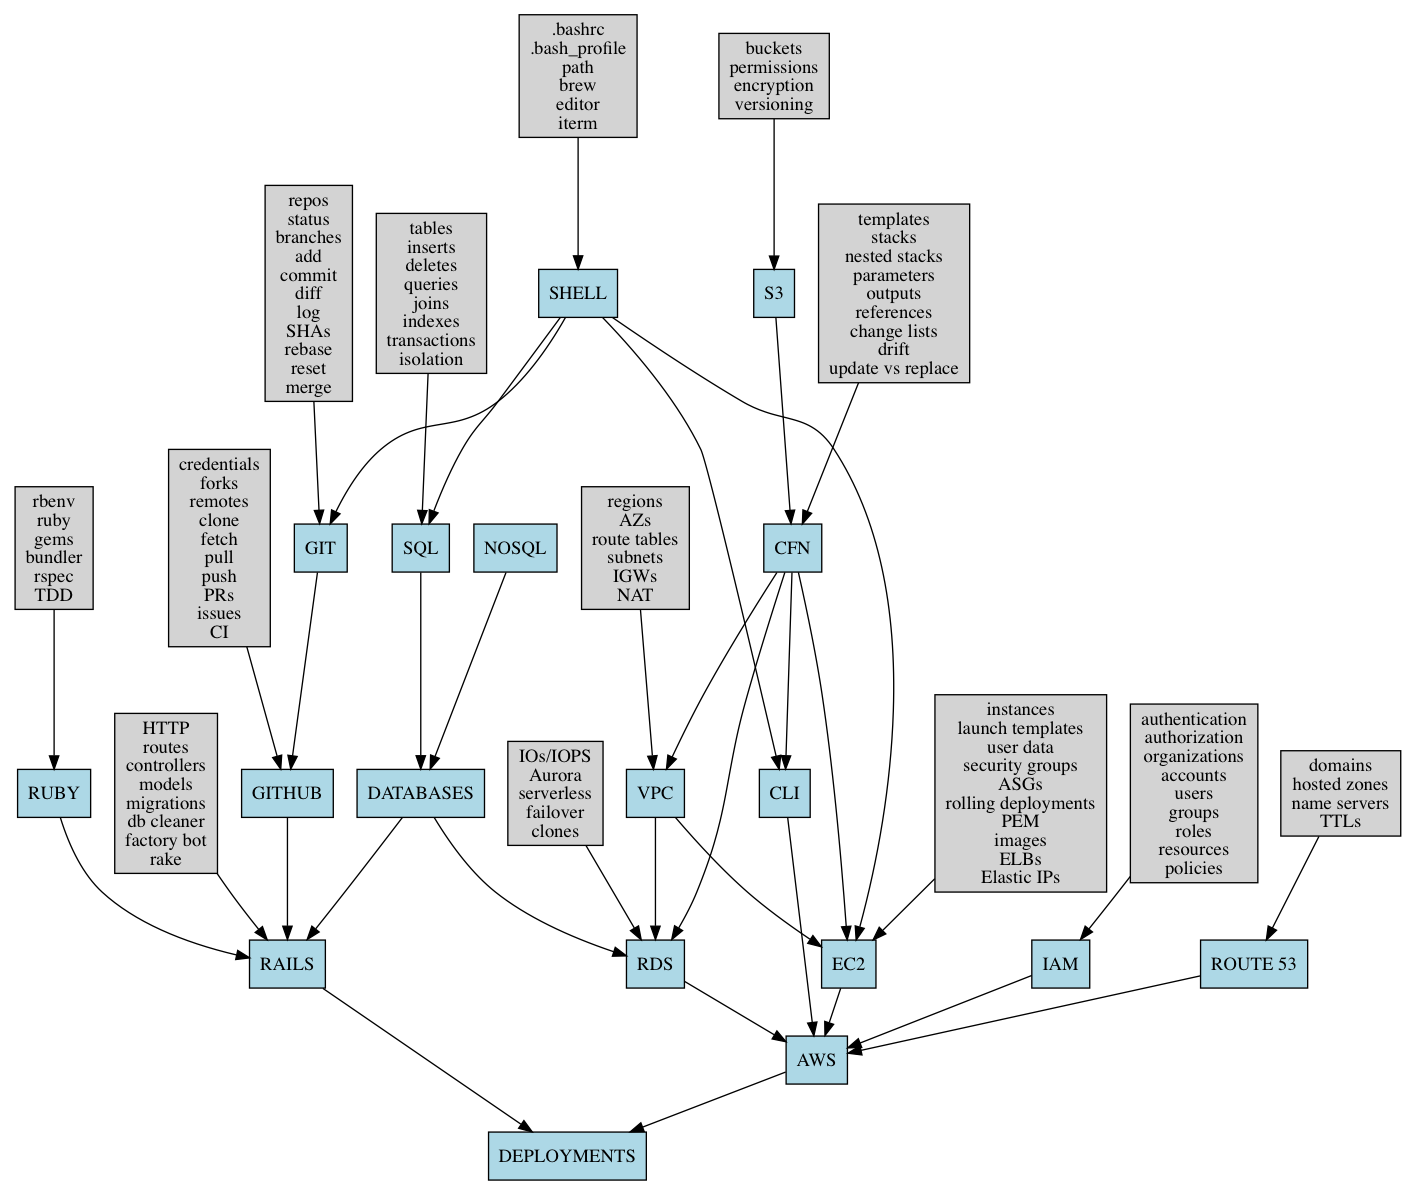 .bashrc
.bash_profile
path
brew
editor
iterm
buckets
permissions
encryption
versioning
repos
status
branches
add
commit
diff
log
SHAs
rebase
reset
merge
tables
inserts
deletes
queries
joins
indexes
transactions
isolation
SHELL
S3
templates
stacks
nested stacks
parameters
outputs
references
change lists
drift
update vs replace
rbenv
ruby
gems
bundler
rspec
TDD
credentials
forks
remotes
clone
fetch
pull
push
PRs
issues
CI
GIT
SQL
NOSQL
regions
AZs
route tables
subnets
IGWs
NAT
CFN
RUBY
HTTP
routes
controllers
models
migrations
db cleaner
factory bot
rake
GITHUB
DATABASES
IOs/IOPS
Aurora
serverless
failover
clones
VPC
CLI
instances
launch templates
user data
security groups
ASGs
rolling deployments
PEM
images
ELBs
Elastic IPs
authentication
authorization
organizations
accounts
users
groups
roles
resources
policies
domains
hosted zones
name servers
TTLs
RAILS
RDS
EC2
IAM
ROUTE 53
AWS
DEPLOYMENTS